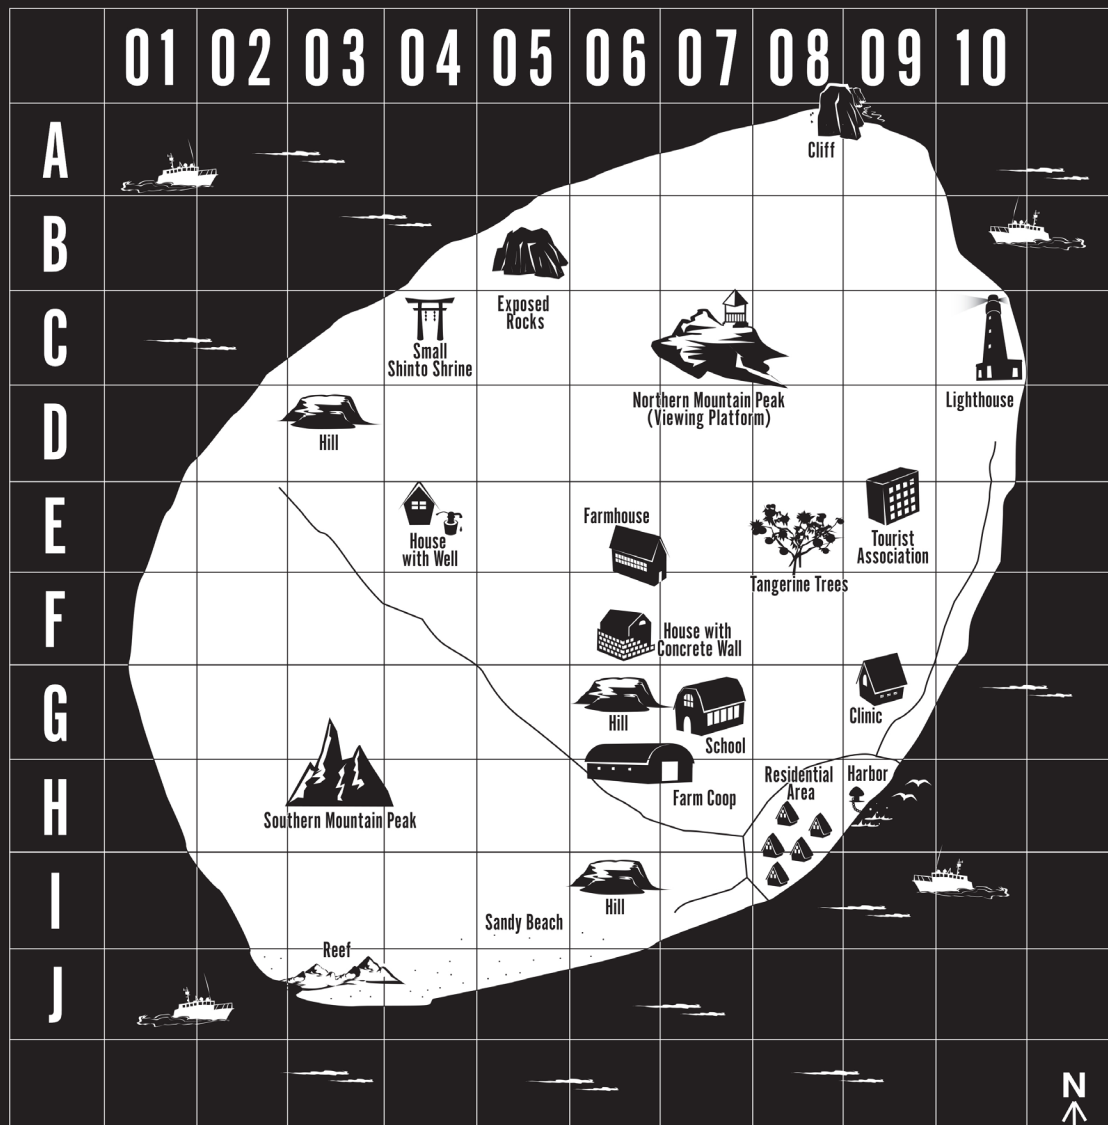 01 02 03 04 05 06 07 08 09 10
A
Cliff
B
C
Exposed
Rocks
Small
Shinto Shrine
D
Northern Mountain Peak
(Viewing Platform)
Lighthouse
Hill
E
Farmhouse
House
with Well
Tourist
Association
Tangerine Trees
F
House with
Concrete Wall
G
Hill
Clinic
School
H
Residential
Area
Harbor
Farm Coop
Southern Mountain Peak
I
Hill
Sandy Beach
J
Reef
N